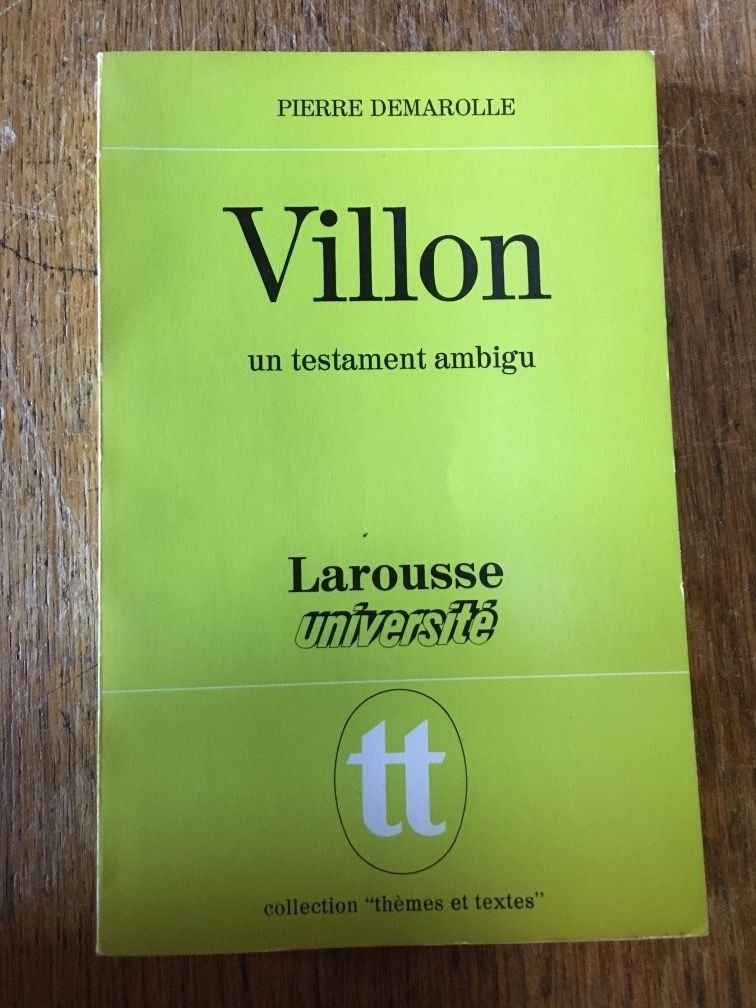 PIERRE DEMAROLLE
Villon
un testament ambigu
Larousse
université
tt
collection "thèmes et textes"